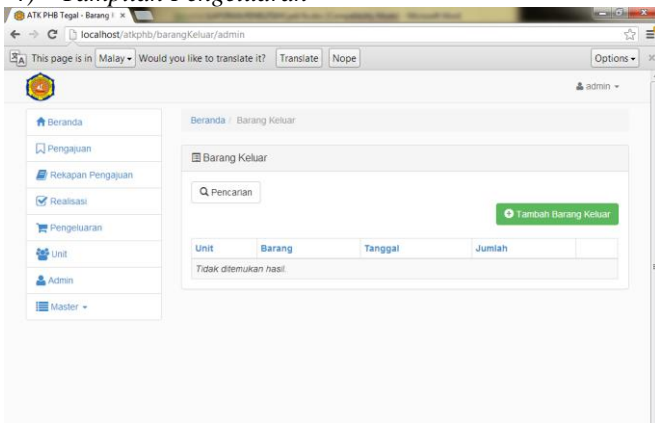 Tampilan Pengeluaran
ATK PHB Tegal - Barang
localhost/atkphb/barangKeluar/admin
This page is in Malay Would you like to translate it? Translate Nope Options
admin
Beranda
Pengajuan
Rekapan Pengajuan
Realisasi
Pengeluaran
Unit
Admin
Master
Beranda / Barang Keluar
Barang Keluar
Pencarian
Tambah Barang Keluar
Unit Barang Tanggal Jumlah
Tidak ditemukan hasil.